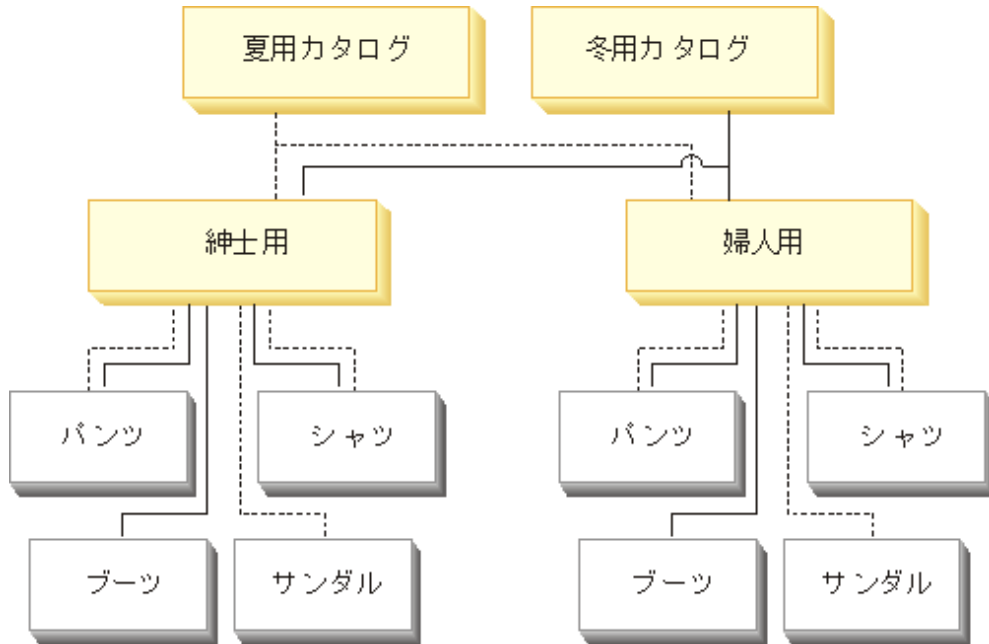 夏用カタログ
冬用カタログ
紳士用
婦人用
パンツ
シャツ
パンツ
シャツ
ブーツ
サンダル
ブーツ
サンダル